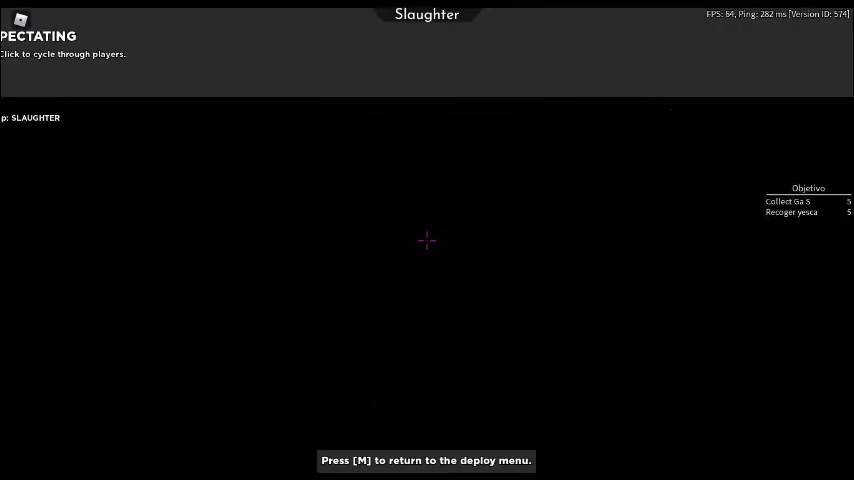 Slaughter
FPS: 64, Ping: 282 ms [Version ID: 574]
PECTATING
Click to cycle through players.
p: SLAUGHTER
Objetivo
Collect Ga S 5
Recoger yesca 5
Press [M] to return to the deploy menu.